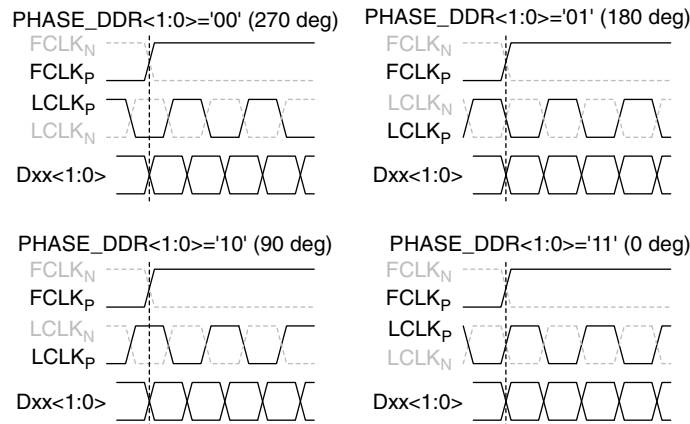 PHASE_DDR<1:0>='00' (270 deg)
FCLKN
FCLKP
LCLKP
LCLKN
Dxx<1:0>
PHASE_DDR<1:0>='01' (180 deg)
FCLKN
FCLKP
LCLKN
LCLKP
Dxx<1:0>
PHASE_DDR<1:0>='10' (90 deg)
FCLKN
FCLKP
LCLKN
LCLKP
Dxx<1:0>
PHASE_DDR<1:0>='11' (0 deg)
FCLKN
FCLKP
LCLKP
LCLKN
Dxx<1:0>